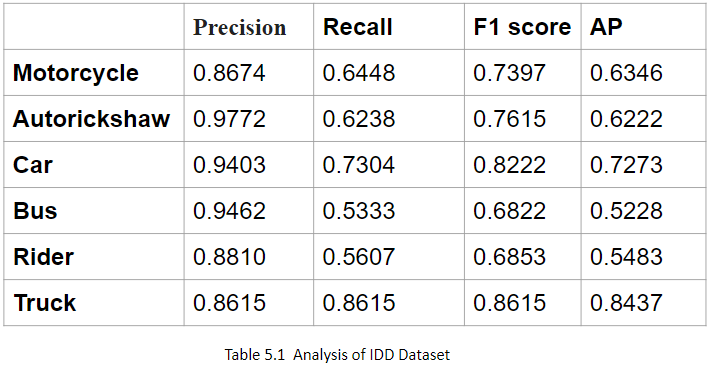 Precision Recall F1 score AP
Motorcycle 0.8674 0.6448 0.7397 0.6346
Autorickshaw 0.9772 0.6238 0.7615 0.6222
Car 0.9403 0.7304 0.8222 0.7273
Bus 0.9462 0.5333 0.6822 0.5228
Rider 0.8810 0.5607 0.6853 0.5483
Truck 0.8615 0.8615 0.8615 0.8437
Table 5.1 Analysis of IDD Dataset